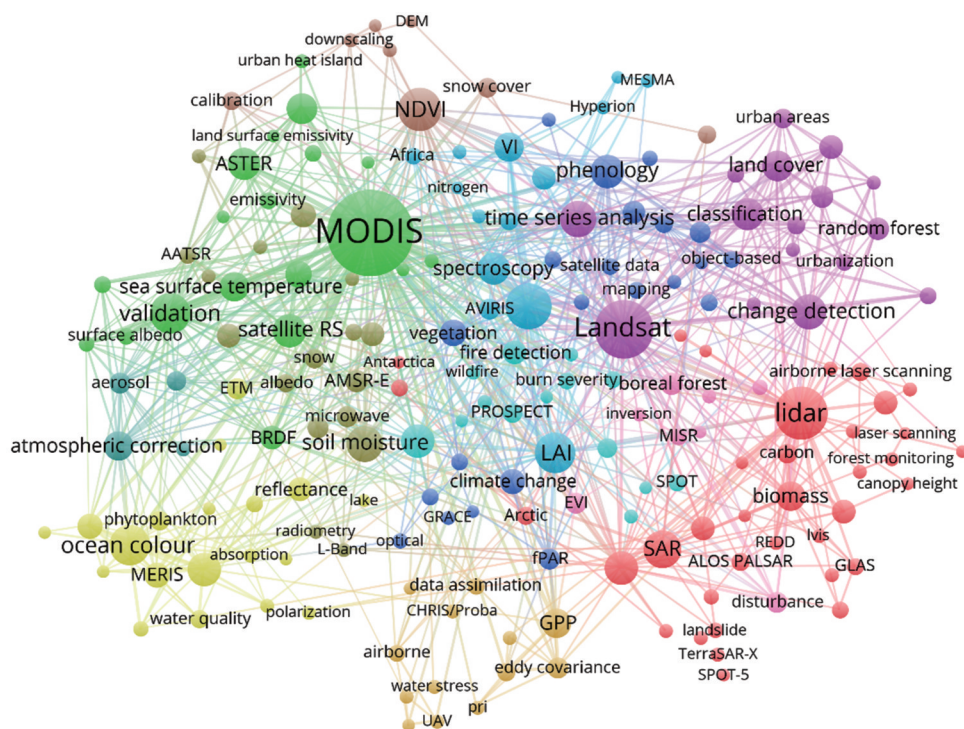 DEM
downscaling
urban heat island
MESMA
snow cover
calibration
NDVI
Hyperion
urban areas
land surface emissivity
VI
Africa
ASTER
phenology
land cover
nitrogen
emissivity
MODIS
time series analysis
classification
random forest
AATSR
spectroscopy
satellite data
object-based
urbanization
sea surface temperature
mapping
AVIRIS
validation
change detection
Landsat
surface albedo
satellite RS
vegetation
fire detection
snow
Antarctica
wildfire
airborne laser scanning
aerosol
ETM
albedo
AMSR-E
burn severity
boreal forest
microwave
PROSPECT
inversion
lidar
laser scanning
atmospheric correction
BRDF
soil moisture
MISR
LAI
carbon
forest monitoring
reflectance
climate change
SPOT
canopy height
lake
EVI
biomass
phytoplankton
GRACE
Arctic
radiometry
lvis
ocean colour
optical
L-Band
absorption
SAR
REDD
MERIS
fPAR
ALOS PALSAR
GLAS
data assimilation
water quality
polarization
CHRIS/Proba
disturbance
GPP
landslide
airborne
eddy covariance
TerraSAR-X
water stress
SPOT-5
pri
UAV